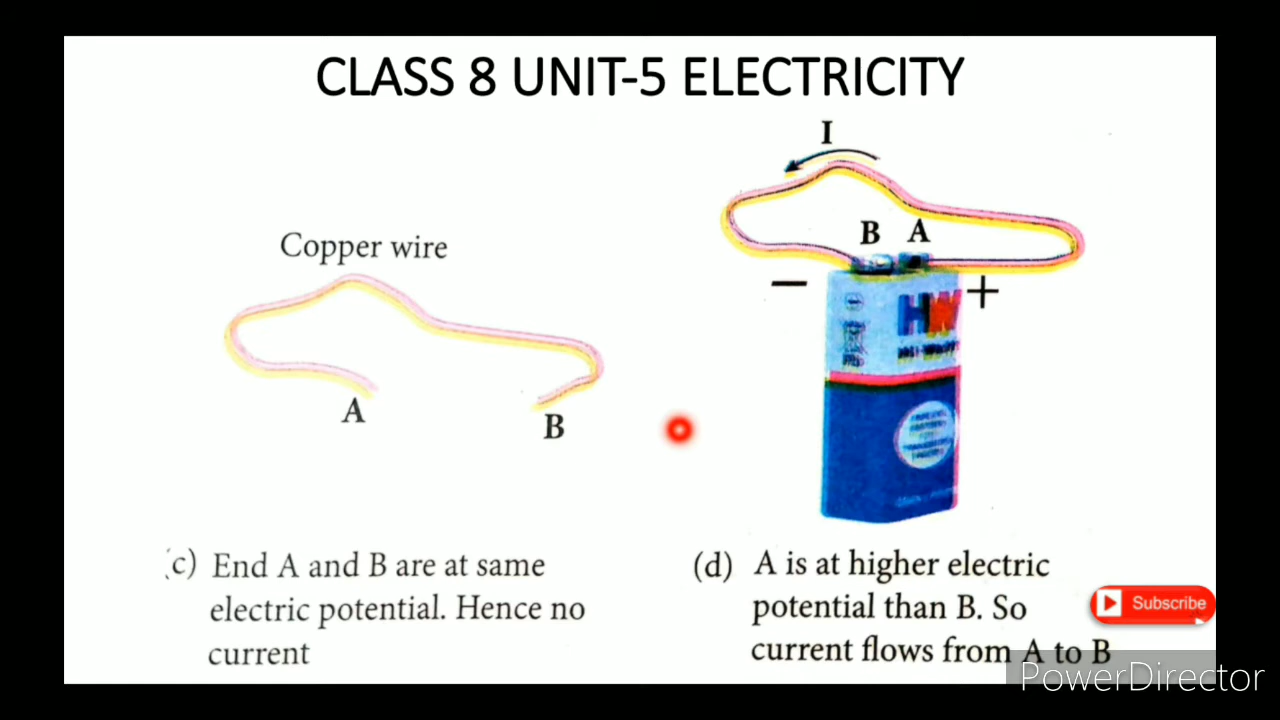 CLASS 8 UNIT-5 ELECTRICITY
I
Copper wire
B A
− +
HW
A
B
(c) End A and B are at same
electric potential. Hence no
current
(d) A is at higher electric
potential than B. So
current flows from A to B
Subscribe
PowerDirector